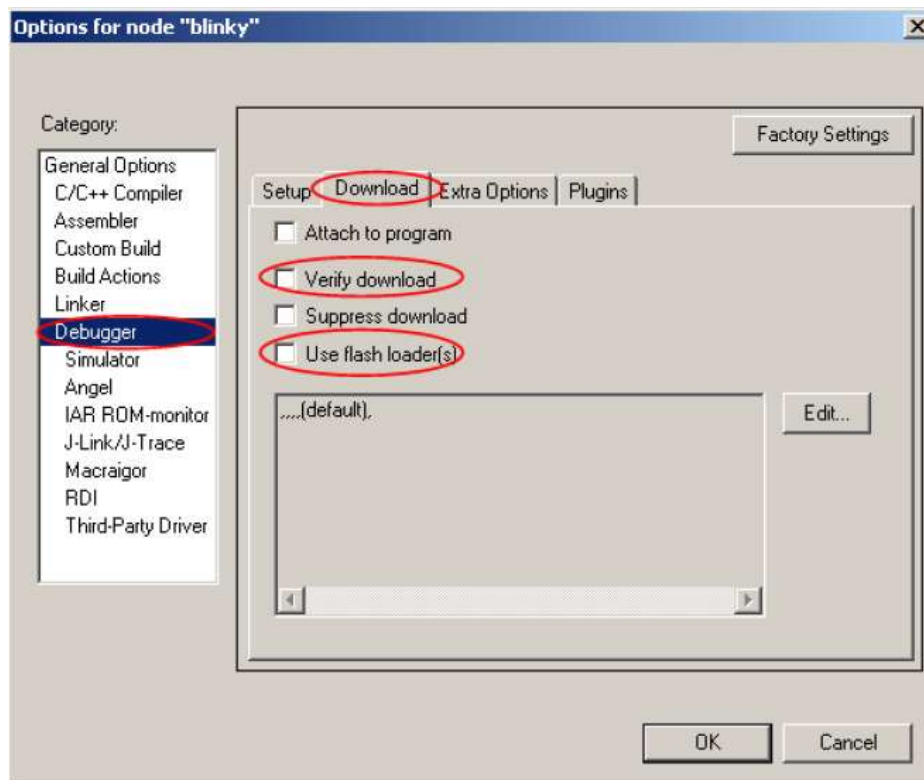 Options for node "blinky"
Category:
General Options
C/C++ Compiler
Assembler
Custom Build
Build Actions
Linker
Debugger
Simulator
Angel
IAR ROM-monitor
J-Link/J-Trace
Macraigor
RDI
Third-Party Driver
Factory Settings
Setup Download Extra Options Plugins
Attach to program
Verify download
Suppress download
Use flash loader(s)
,,,,(default),
Edit...
OK Cancel